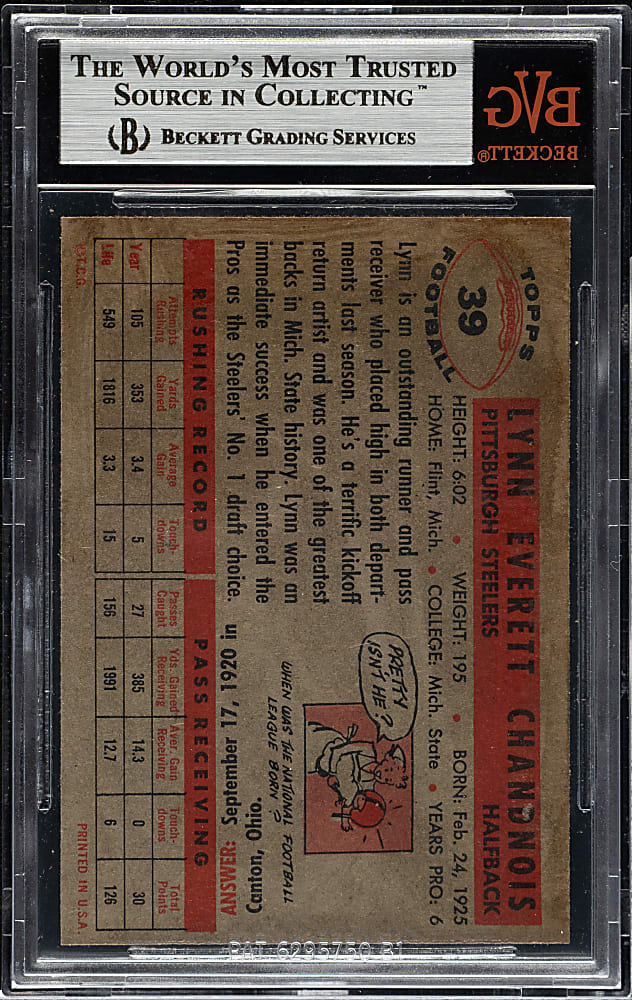 THE WORLD'S MOST TRUSTED
SOURCE IN COLLECTING™
(B) BECKETT GRADING SERVICES
BVG
BECKETT®
TOPPS
39
FOOTBALL
LYNN EVERETT CHANDNOIS
PITTSBURGH STEELERS HALFBACK
HEIGHT: 6:02 • WEIGHT: 195 • BORN: Feb. 24, 1925
HOME: Flint, Mich. • COLLEGE: Mich. State • YEARS PRO: 6
Lynn is an outstanding runner and pass
receiver who placed high in both depart-
ments last season. He's a terrific kickoff
return artist and was one of the greatest
backs in Mich. State history. Lynn was an
immediate success when he entered the
Pros as the Steelers' No. 1 draft choice.
PRETTY
ISN'T HE?
WHEN WAS THE NATIONAL FOOTBALL
LEAGUE BORN?
ANSWER: September 17, 1920 in
Canton, Ohio.
RUSHING RECORD PASS RECEIVING
Attempts Rushing Yards Gained Average Gain Touch-downs Passes Caught Yds. Gained Receiving Aver. Gain Receiving Touch-downs Total Points
Year 105 353 3.4 5 27 385 14.3 0 30
Life 549 1816 3.3 15 156 1991 12.7 6 126
T.C.G. PRINTED IN U.S.A.
PAT 6295750 B1